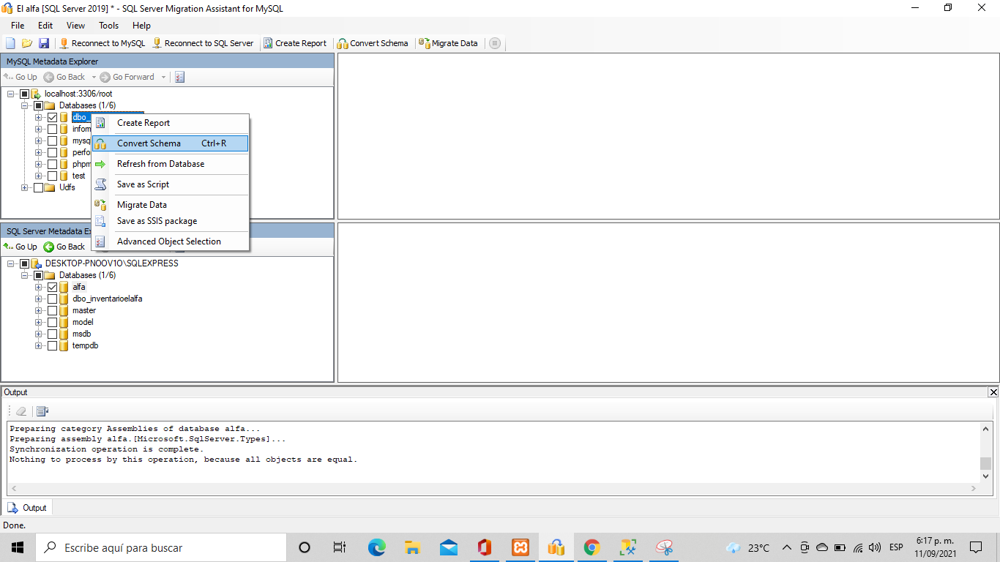 El alfa [SQL Server 2019] * - SQL Server Migration Assistant for MySQL
File Edit View Tools Help
Reconnect to MySQL Reconnect to SQL Server Create Report Convert Schema Migrate Data
MySQL Metadata Explorer
Go Up Go Back Go Forward
localhost:3306/root
Databases (1/6)
dbo_
infom
mysq
perfo
phpm
test
Udfs
Create Report
Convert Schema Ctrl+R
Refresh from Database
Save as Script
Migrate Data
Save as SSIS package
Advanced Object Selection
SQL Server Metadata Ex
Go Up Go Back
DESKTOP-PNOOV1O\SQLEXPRESS
Databases (1/6)
alfa
dbo_inventarioelalfa
master
model
msdb
tempdb
Output
Preparing category Assemblies of database alfa...
Preparing assembly alfa.[Microsoft.SqlServer.Types]...
Synchronization operation is complete.
Nothing to process by this operation, because all objects are equal.
Output
Done.
Escribe aquí para buscar
23°C
ESP
6:17 p. m.
11/09/2021